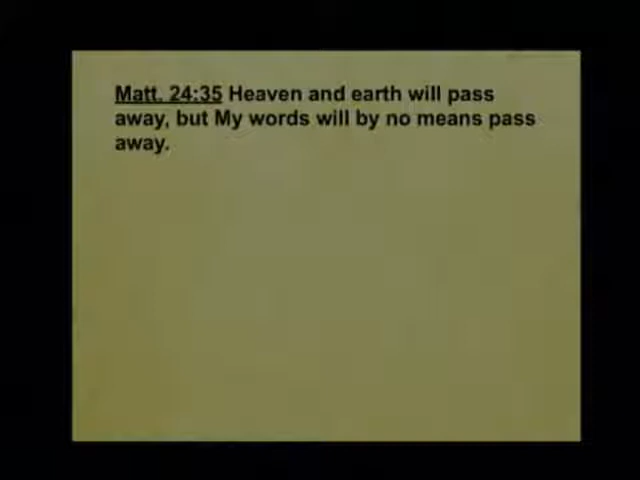 Matt. 24:35 Heaven and earth will pass
away, but My words will by no means pass
away.